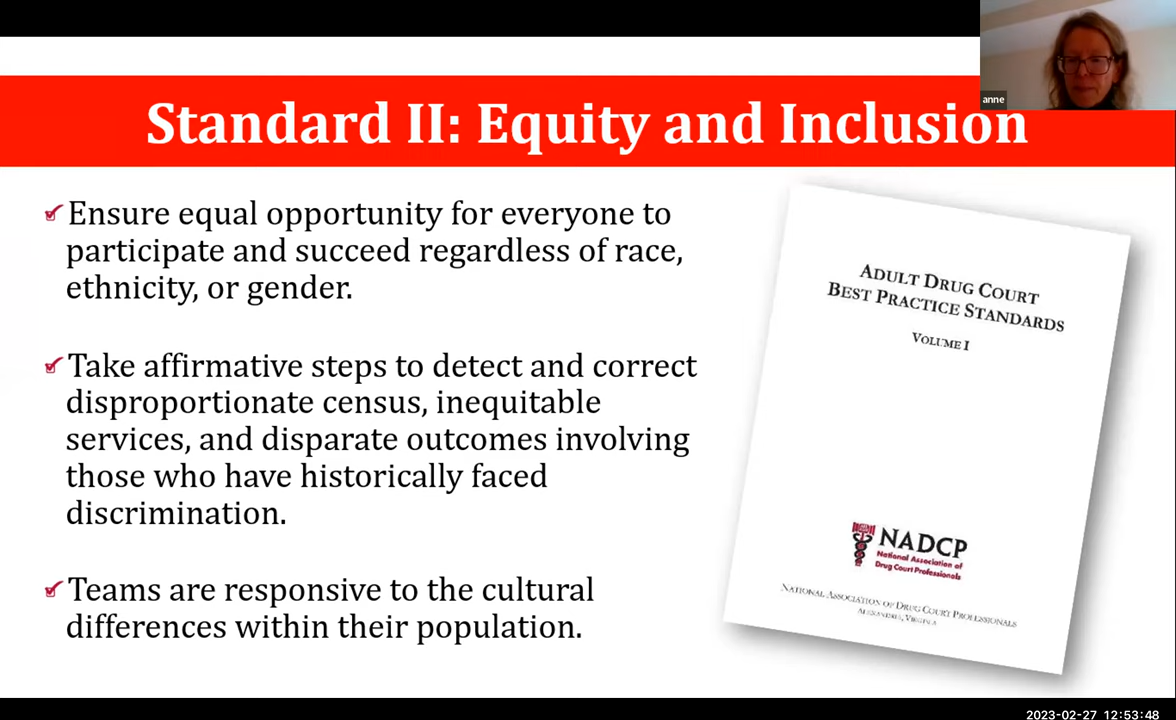 anne
Standard II: Equity and Inclusion
Ensure equal opportunity for everyone to
participate and succeed regardless of race,
ethnicity, or gender.
Take affirmative steps to detect and correct
disproportionate census, inequitable
services, and disparate outcomes involving
those who have historically faced
discrimination.
Teams are responsive to the cultural
differences within their population.
ADULT DRUG COURT
BEST PRACTICE STANDARDS
VOLUME I
NADCP
National Association of
Drug Court Professionals
NATIONAL ASSOCIATION OF DRUG COURT PROFESSIONALS
ALEXANDRIA, VIRGINIA
2023-02-27 12:53:48